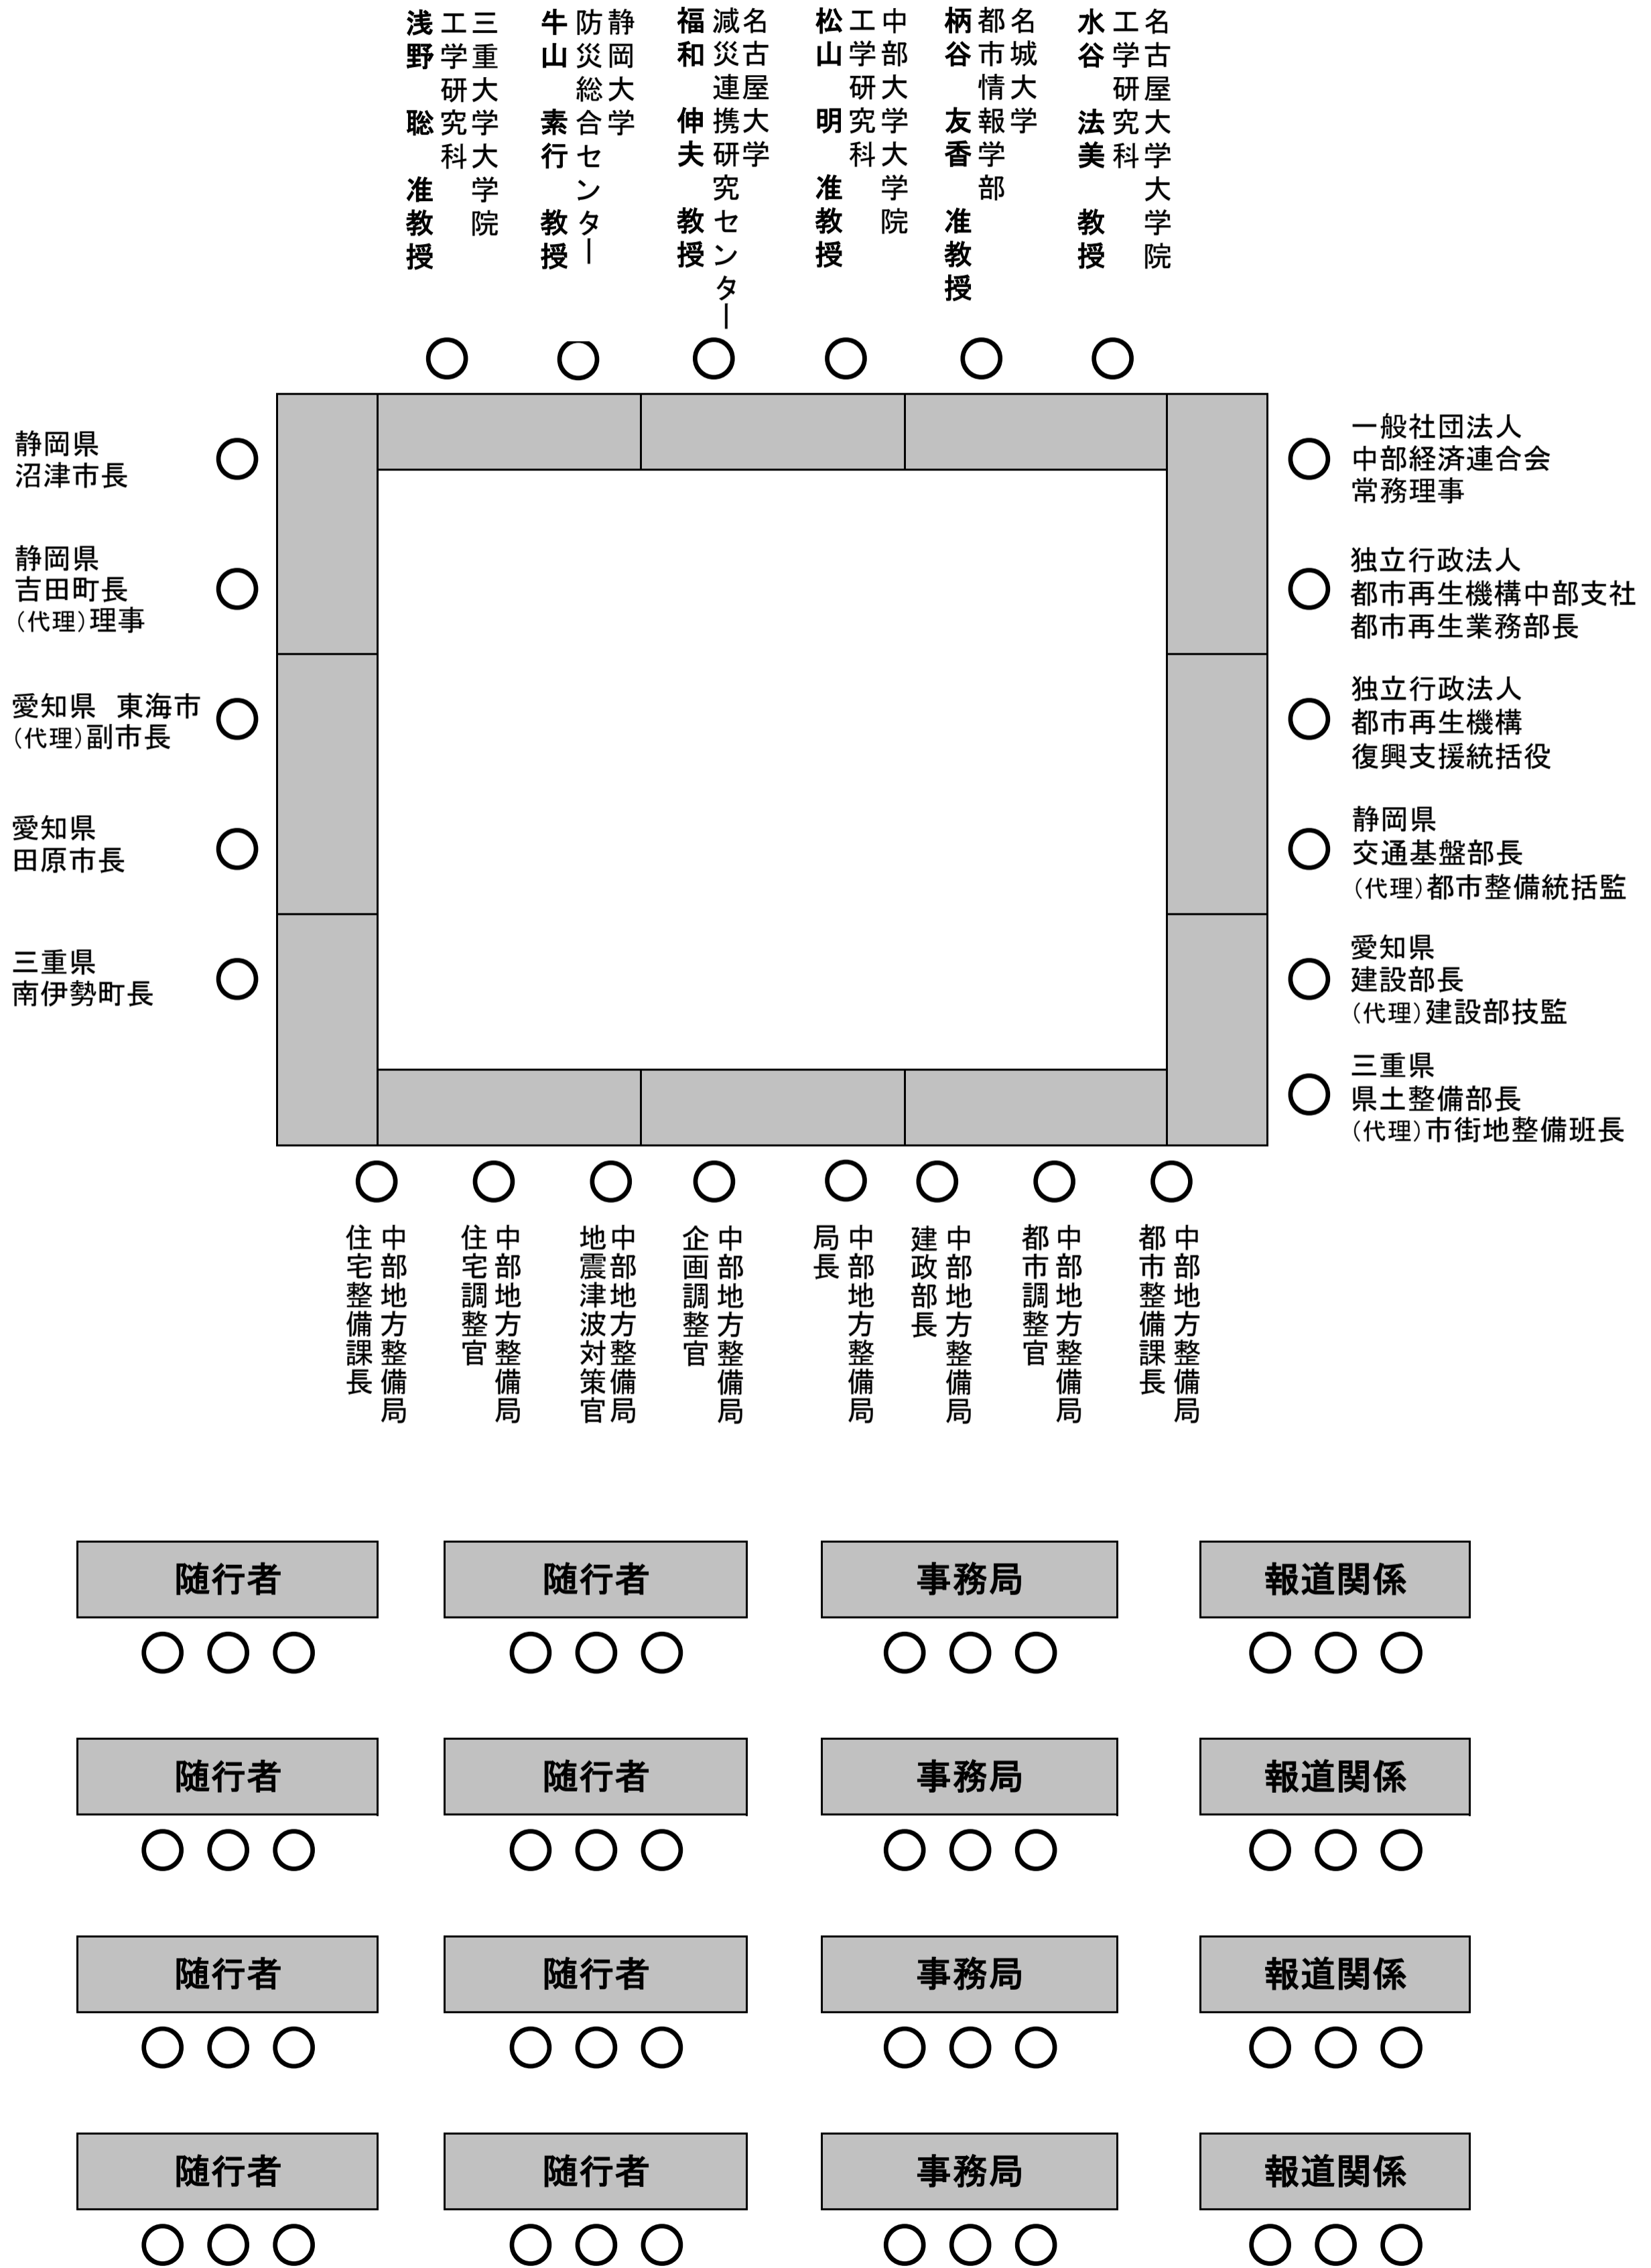 三重大学大学院
工学研究科
浅野 聡 准教授
静岡大学
防災総合センター
牛山 素行 教授
名古屋大学
減災連携研究センター
福和 伸夫 教授
中部大学大学院
工学研究科
松山 明 准教授
名城大学
都市情報学部
柄谷 友香 准教授
名古屋大学大学院
工学研究科
水谷 法美 教授
静岡県
沼津市長
静岡県
吉田町長
(代理)理事
愛知県 東海市
(代理)副市長
愛知県
田原市長
三重県
南伊勢町長
一般社団法人
中部経済連合会
常務理事
独立行政法人
都市再生機構中部支社
都市再生業務部長
独立行政法人
都市再生機構
復興支援統括役
静岡県
交通基盤部長
(代理)都市整備統括監
愛知県
建設部長
(代理)建設部技監
三重県
県土整備部長
(代理)市街地整備班長
中部地方整備局
住宅整備課長
中部地方整備局
住宅調整官
中部地方整備局
地震津波対策官
中部地方整備局
企画調整官
中部地方整備局
局長
中部地方整備局
建政部長
中部地方整備局
都市調整官
中部地方整備局
都市整備課長
随行者
随行者
事務局
報道関係
随行者
随行者
事務局
報道関係
随行者
随行者
事務局
報道関係
随行者
随行者
事務局
報道関係